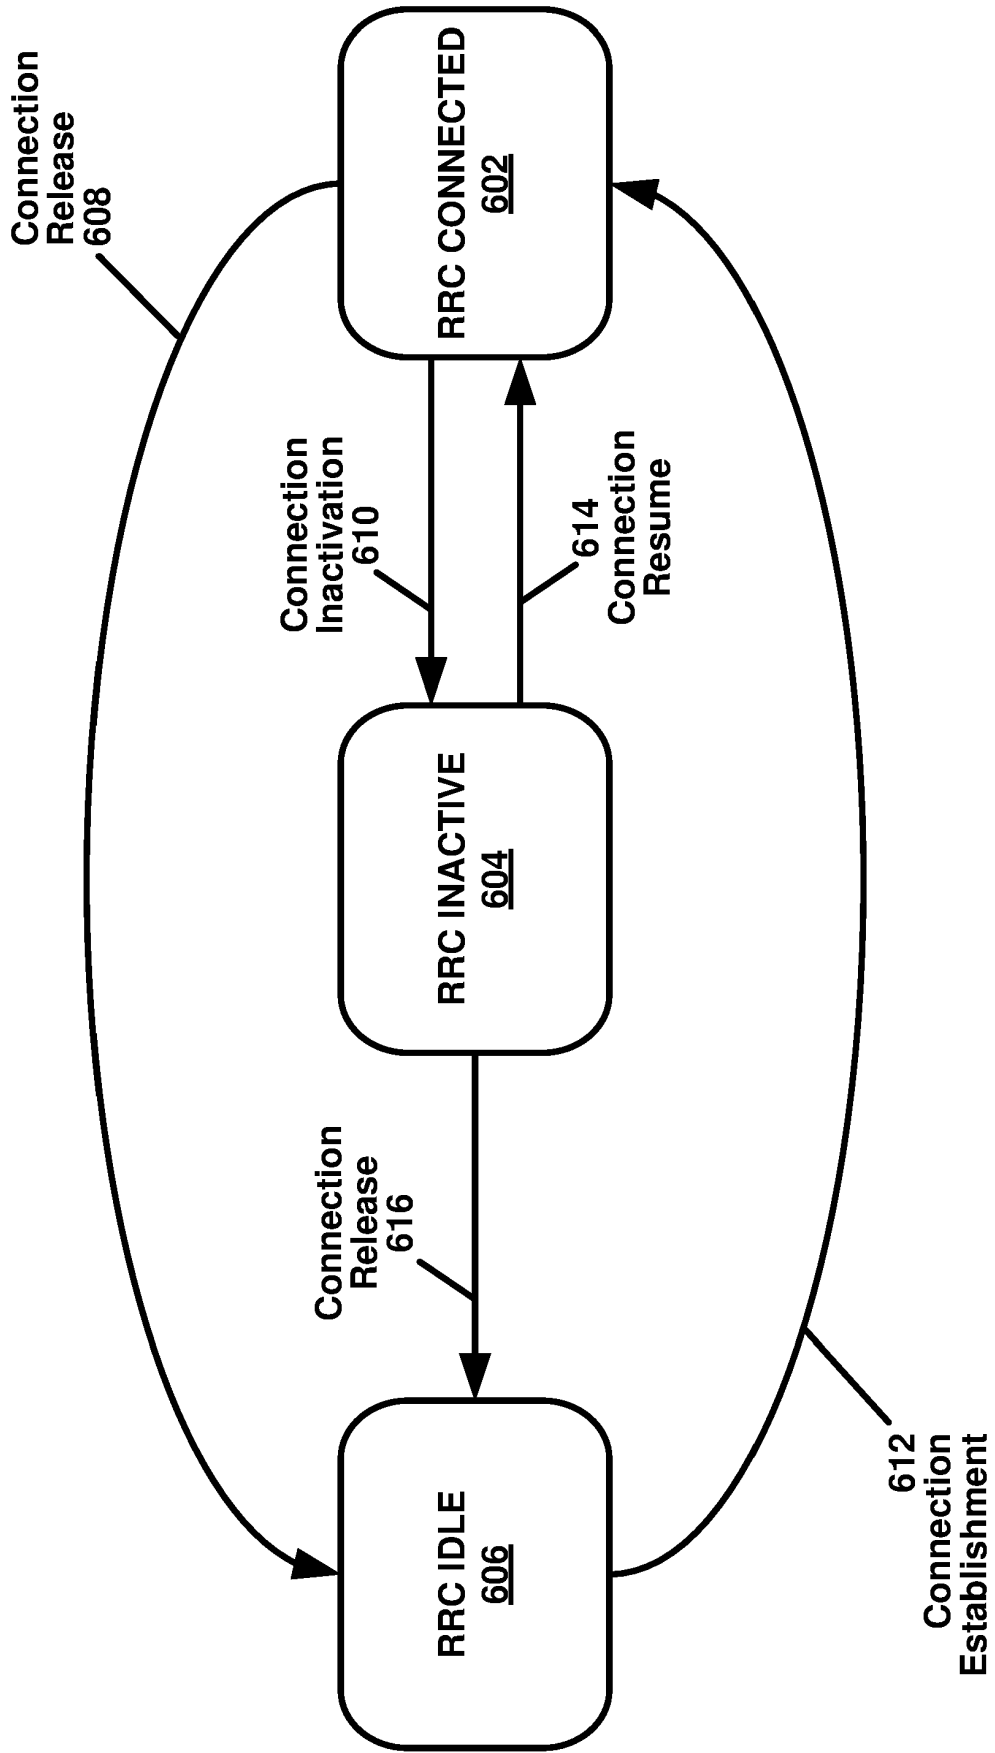 Connection
Release
608
RRC CONNECTED
602
Connection
Inactivation
610
614
Connection
Resume
RRC INACTIVE
604
Connection
Release
616
RRC IDLE
606
612
Connection
Establishment